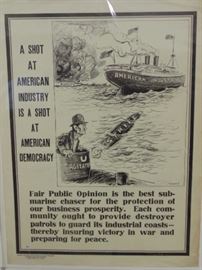 A SHOT
AT
AMERICAN
INDUSTRY
IS A SHOT
AT
AMERICAN
DEMOCRACY
AMERICAN
U
AGITATOR
Fair Public Opinion is the best sub-
marine chaser for the protection of
our business prosperity. Each com-
munity ought to provide destroyer
patrols to guard its industrial coasts—
thereby insuring victory in war and
preparing for peace.